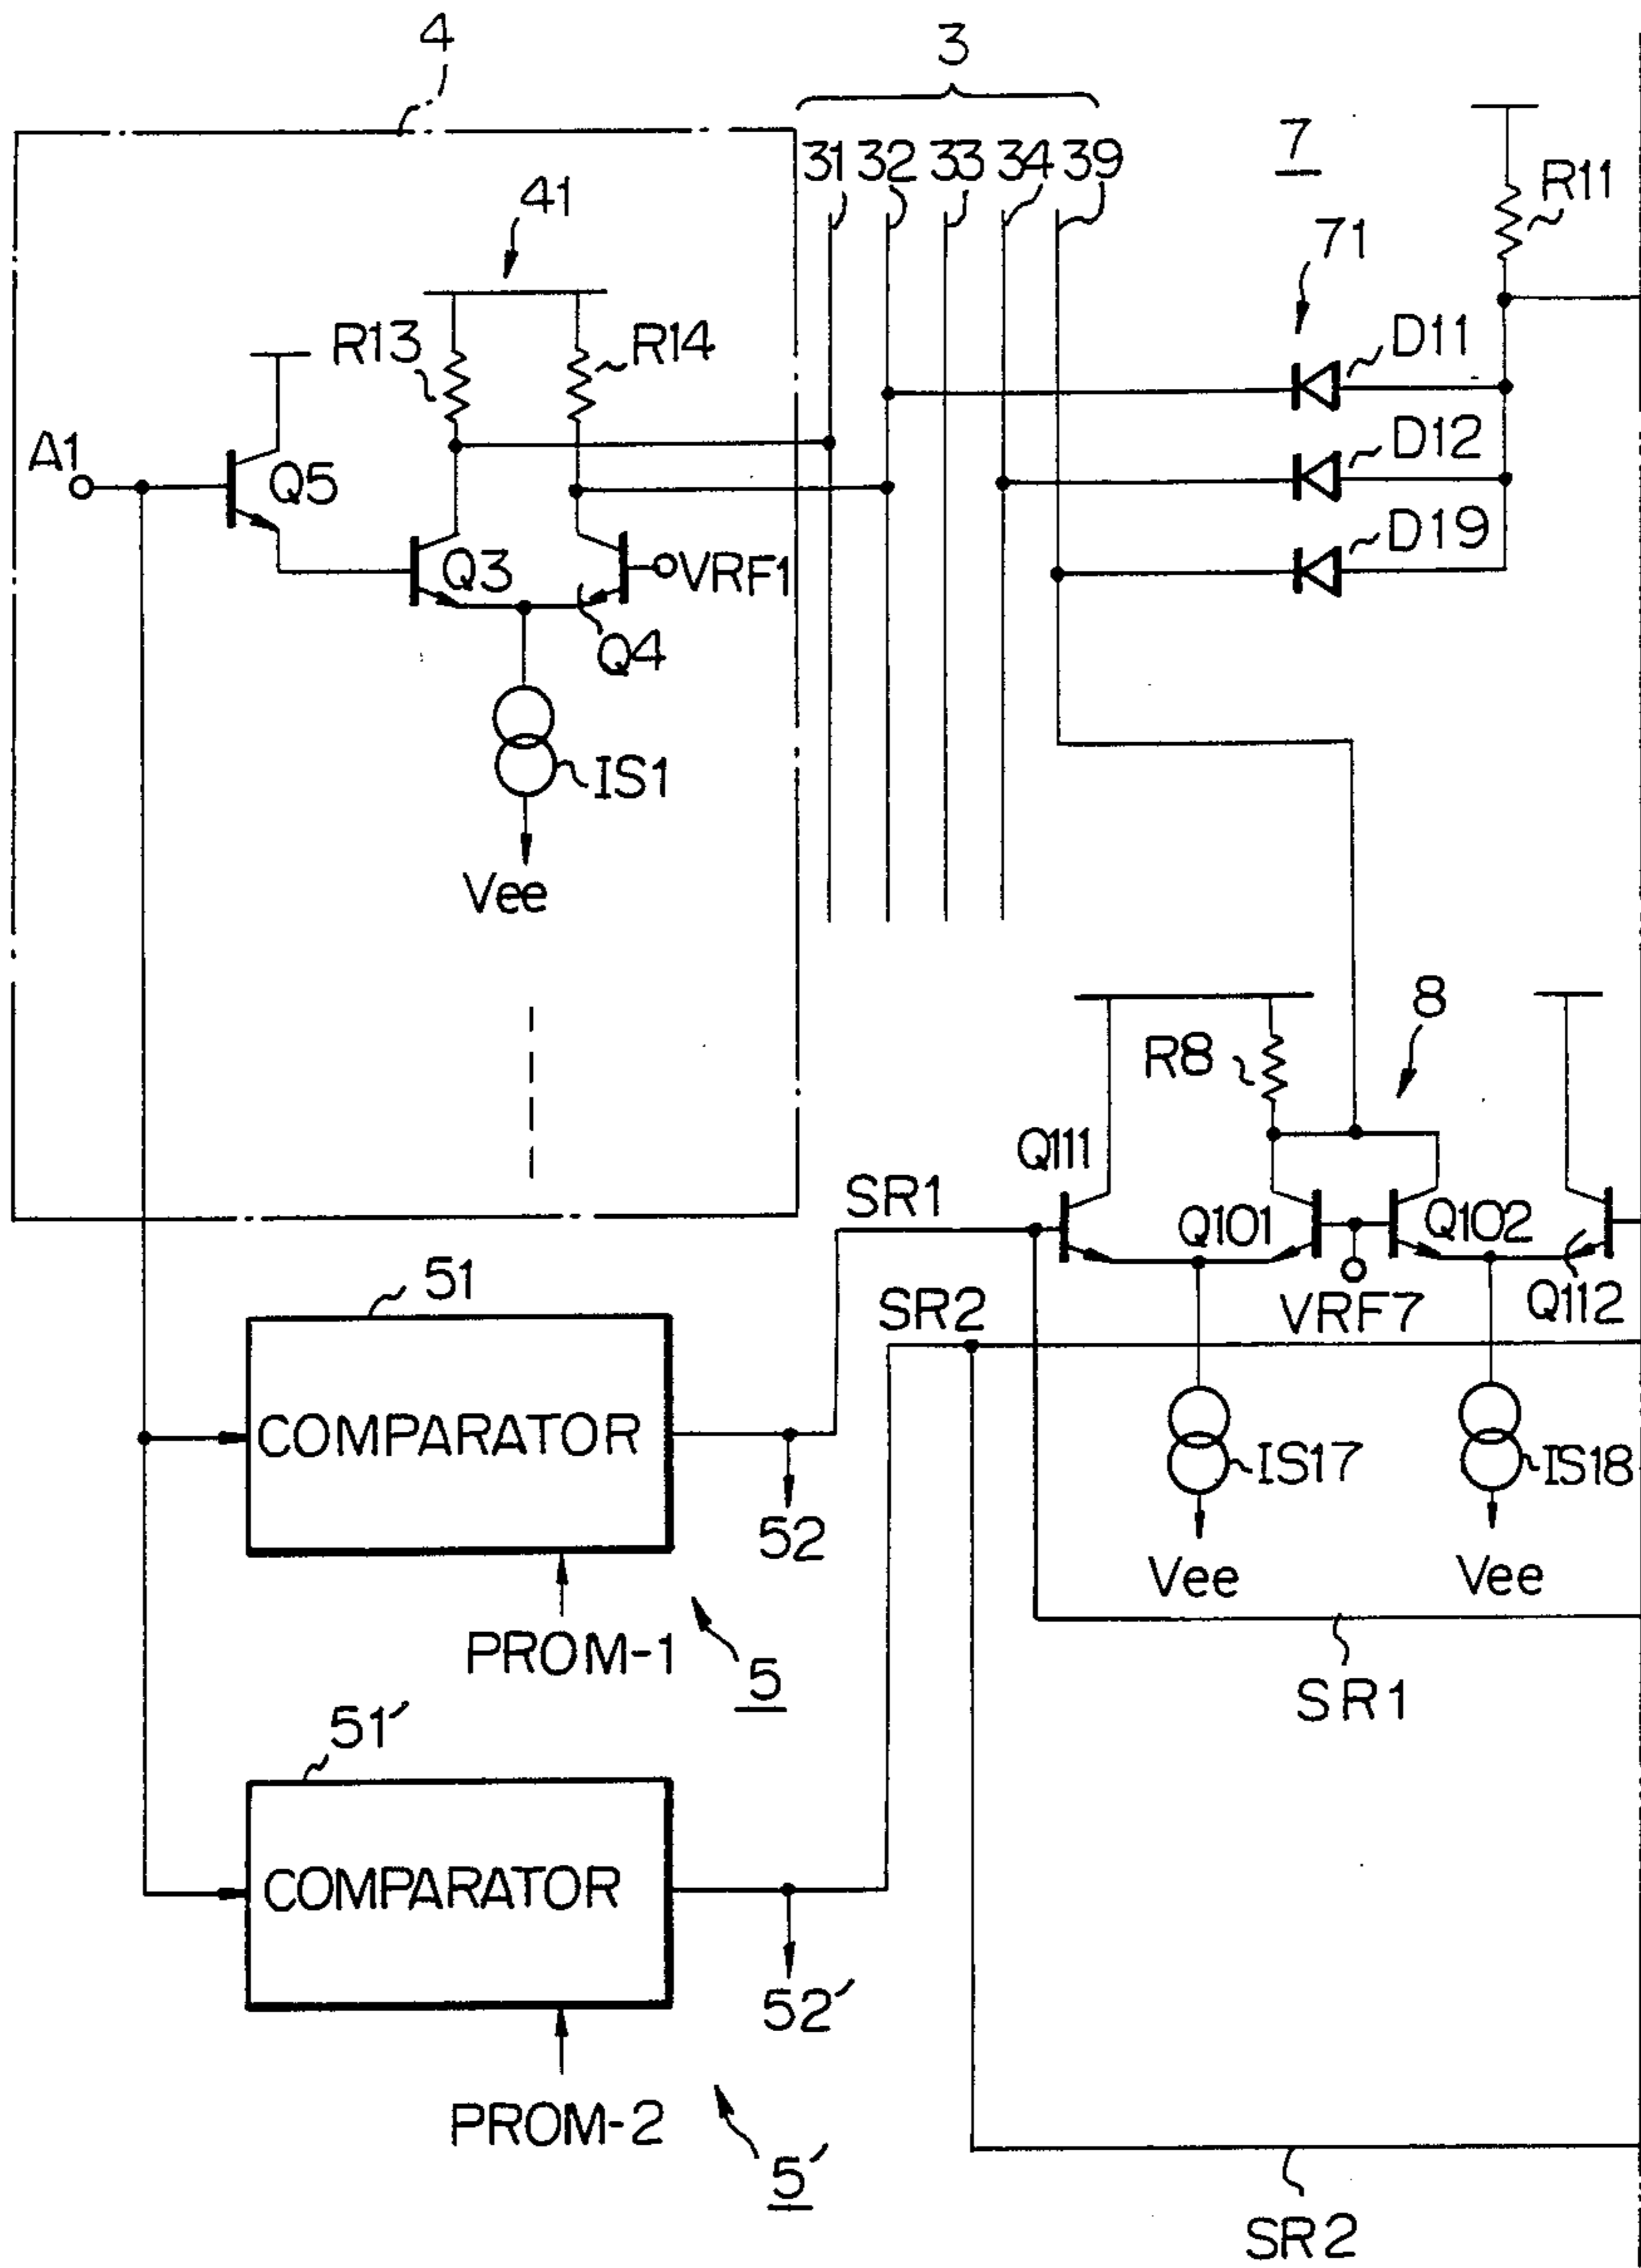 4
3
31 32 33 34 39
7
R11
41
71
R13
R14
D11
A1
Q5
D12
Q3
VRF1
D19
Q4
IS1
Vee
8
R8
Q111
SR1
Q101
Q102
51
SR2
VRF7
Q112
COMPARATOR
IS17
IS18
52
Vee
Vee
PROM-1
5
SR1
51'
COMPARATOR
52'
PROM-2
5'
SR2